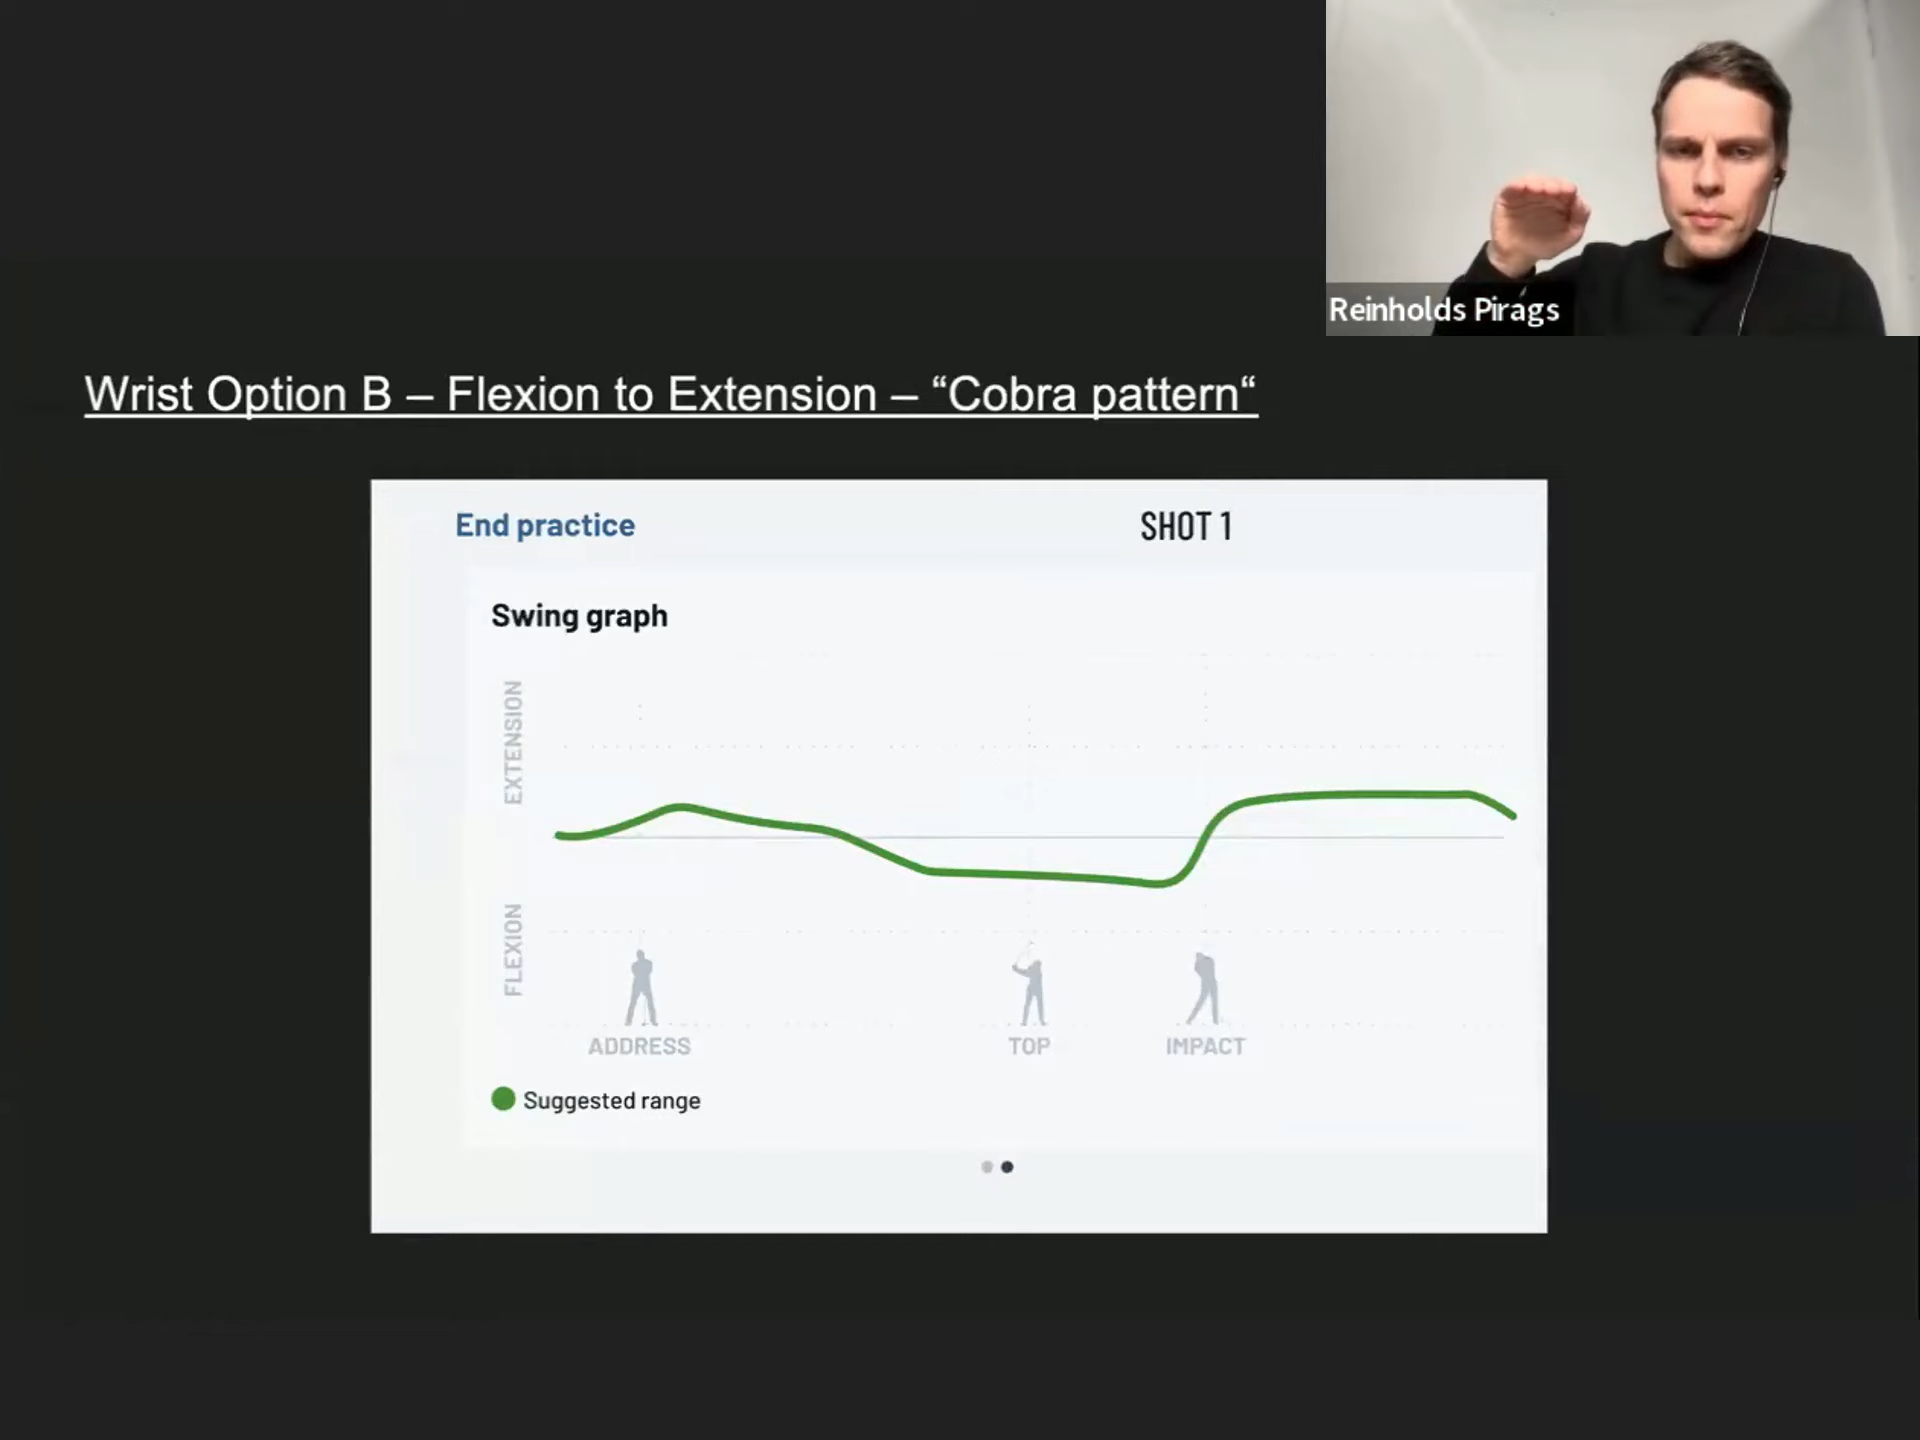 Reinholds Pirags
Wrist Option B – Flexion to Extension – “Cobra pattern“
End practice
SHOT 1
Swing graph
EXTENSION
FLEXION
ADDRESS
TOP
IMPACT
Suggested range